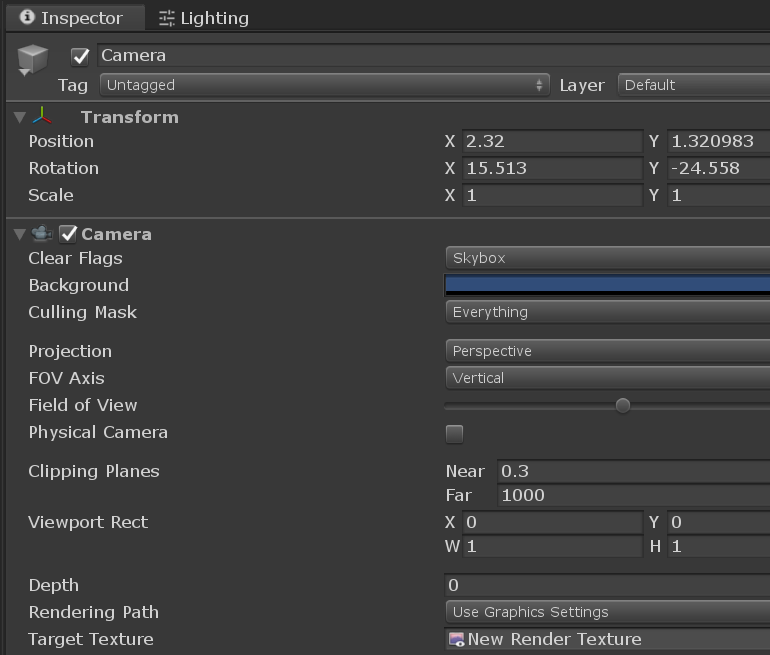 Inspector Lighting
Camera
Tag Untagged Layer Default
Transform
Position X 2.32 Y 1.320983
Rotation X 15.513 Y -24.558
Scale X 1 Y 1
Camera
Clear Flags Skybox
Background
Culling Mask Everything
Projection Perspective
FOV Axis Vertical
Field of View
Physical Camera
Clipping Planes Near 0.3
Far 1000
Viewport Rect X 0 Y 0
W 1 H 1
Depth 0
Rendering Path Use Graphics Settings
Target Texture New Render Texture